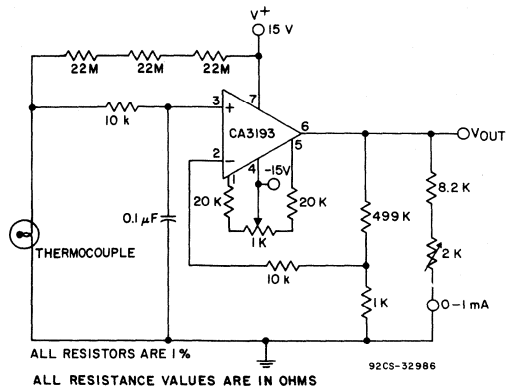 V+
15 V
22M 22M 22M
10 k
3
+
7
CA3193
6
VOUT
2
−
1
4
5
-15V
8.2 K
20 K
20 K
499 K
0.1 µF
1K
2K
THERMOCOUPLE
10 k
1 K
0-1 mA
ALL RESISTORS ARE 1%
92CS-32986
ALL RESISTANCE VALUES ARE IN OHMS